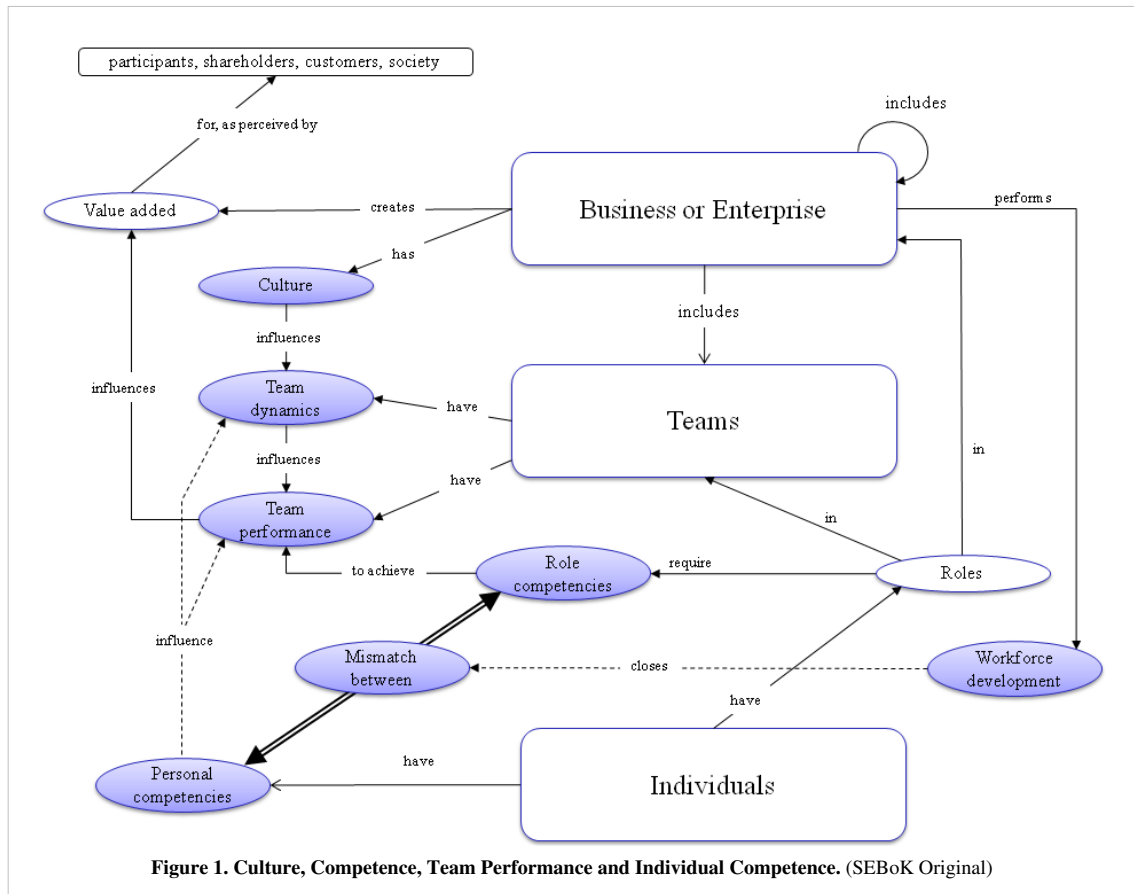 participants, shareholders, customers, society
includes
for, as perceived by
Business or Enterprise
performs
Value added
creates
has
Culture
includes
influences
influences
Team
dynamics
have
Teams
influences
have
in
Team
performance
in
to achieve
Role
competencies
require
Roles
influence
Mismatch
between
closes
Workforce
development
have
Personal
competencies
have
Individuals
Figure 1. Culture, Competence, Team Performance and Individual Competence. (SEBoK Original)